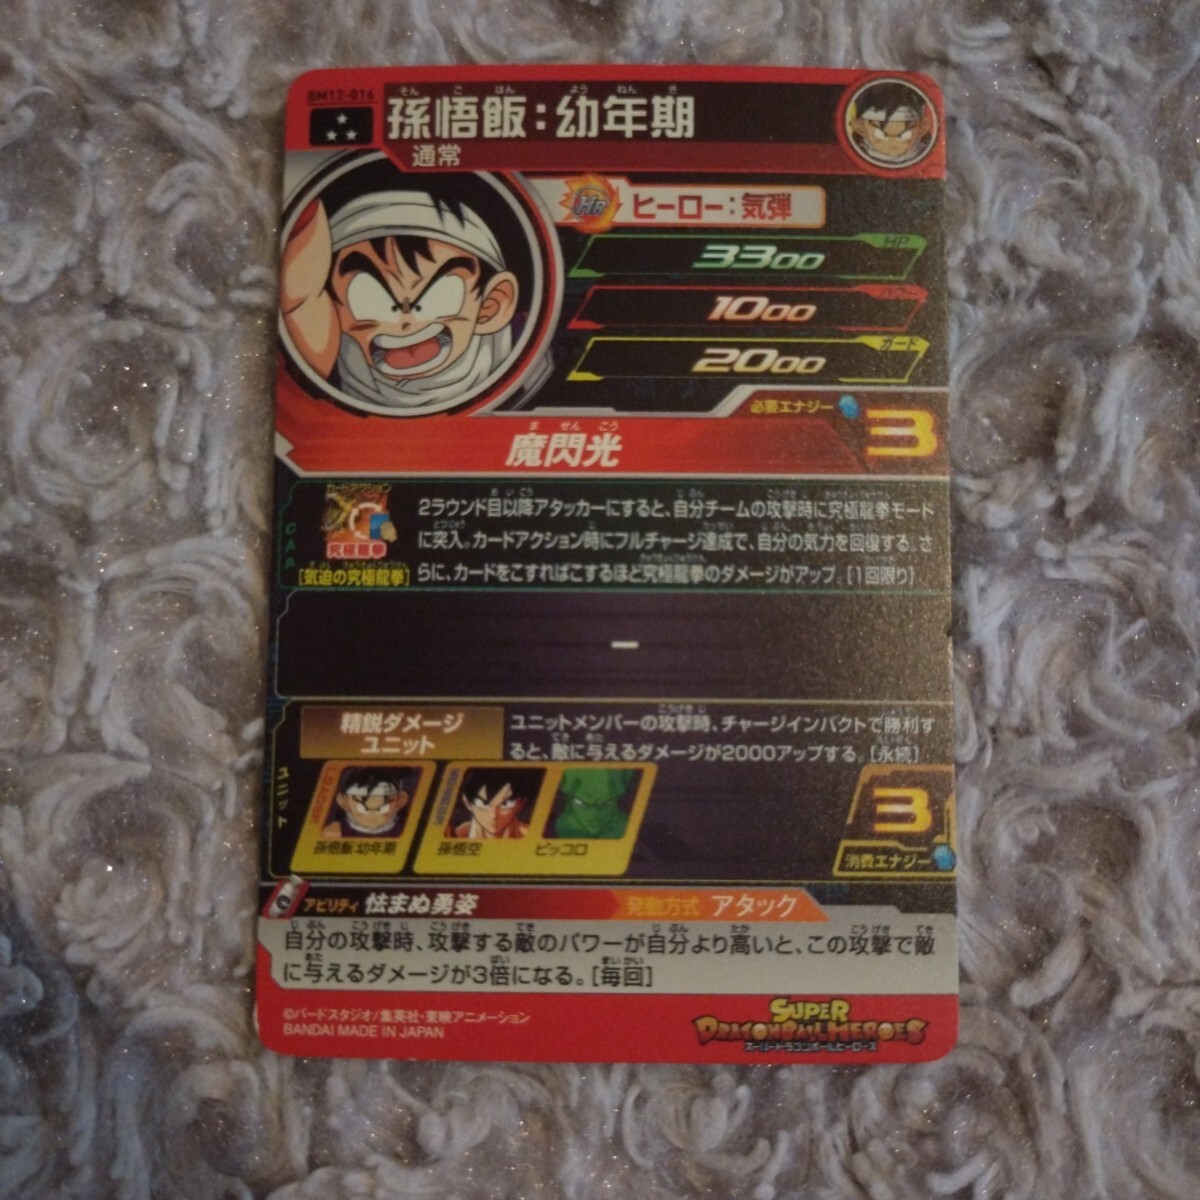 BM12-016
孫悟飯:幼年期
通常
ヒーロー:気弾
HR
HP
3300
パワー
1000
ガード
2000
必要エナジー
3
魔閃光
CAA
カードアクション
究極龍拳
[気迫の究極龍拳]
2ラウンド目以降アタッカーにすると、自分チームの攻撃時に究極龍拳モード
に突入。カードアクション時にフルチャージ達成で、自分の気力を回復する。さ
らに、カードをこすればこするほど究極龍拳のダメージがアップ。[1回限り]
ー
ユニット
精鋭ダメージ
ユニット
ユニットメンバーの攻撃時、チャージインパクトで勝利す
ると、敵に与えるダメージが2000アップする。[永続]
孫悟飯:幼年期
孫悟空
ピッコロ
3
消費エナジー
アビリティ 怯まぬ勇姿
発動方式 アタック
自分の攻撃時、攻撃する敵のパワーが自分より高いと、この攻撃で敵
に与えるダメージが3倍になる。[毎回]
©バードスタジオ/集英社・東映アニメーション
BANDAI MADE IN JAPAN
SUPER
DRAGONBALL HEROES
スーパードラゴンボールヒーローズ